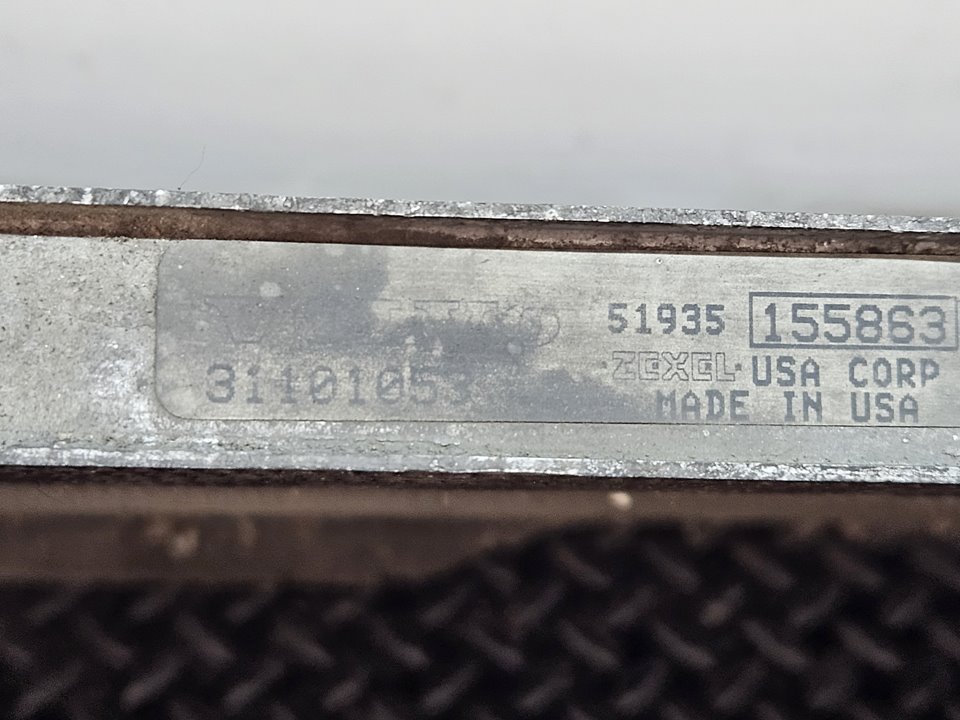 51935 155863
31101053 ZEXEL USA CORP
MADE IN USA